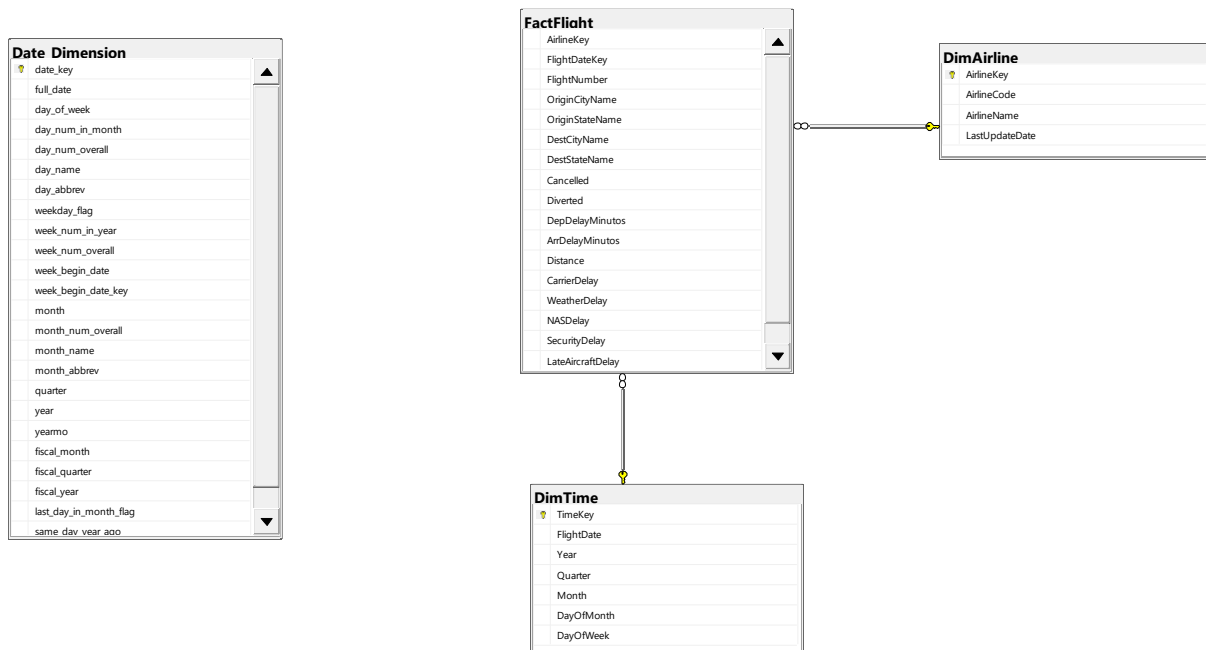 Date_Dimension
date_key
full_date
day_of_week
day_num_in_month
day_num_overall
day_name
day_abbrev
weekday_flag
week_num_in_year
week_num_overall
week_begin_date
week_begin_date_key
month
month_num_overall
month_name
month_abbrev
quarter
year
yearmo
fiscal_month
fiscal_quarter
fiscal_year
last_day_in_month_flag
same_day_year_ago
FactFlight
AirlineKey
FlightDateKey
FlightNumber
OriginCityName
OriginStateName
DestCityName
DestStateName
Cancelled
Diverted
DepDelayMinutos
ArrDelayMinutos
Distance
CarrierDelay
WeatherDelay
NASDelay
SecurityDelay
LateAircraftDelay
DimAirline
AirlineKey
AirlineCode
AirlineName
LastUpdateDate
DimTime
TimeKey
FlightDate
Year
Quarter
Month
DayOfMonth
DayOfWeek